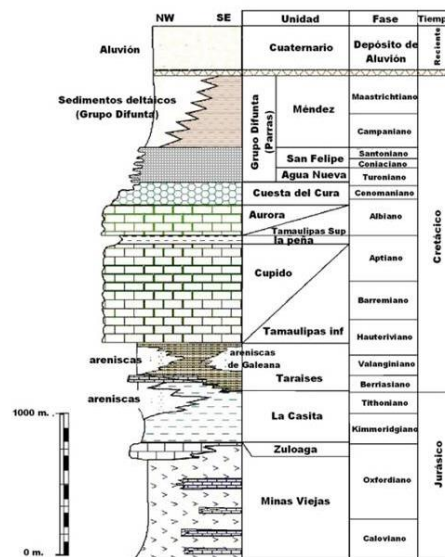 NW SE Unidad Fase Tiemp
Aluvión
Cuaternario
Depósito de
Aluvión
Reciente
Sedimentos deltáicos
(Grupo Difunta)
Grupo Difunta
(Parras)
Méndez
San Felipe
Agua Nueva
Cuesta del Cura
Aurora
Tamaulipas Sup
la peña
Cupido
Tamaulipas inf
areniscas
areniscas
de Galeana
Taraises
areniscas
La Casita
Zuloaga
Minas Viejas
Maastrichtiano
Campaniano
Santoniano
Coniaciano
Tureniano
Cenomaniano
Albiano
Aptiano
Barremiano
Hauteriviano
Valanginiano
Berriasiano
Tithoniano
Kimmeridgiano
Oxfordiano
Caloviano
Cretácico
Jurásico
1000 m.
0 m.